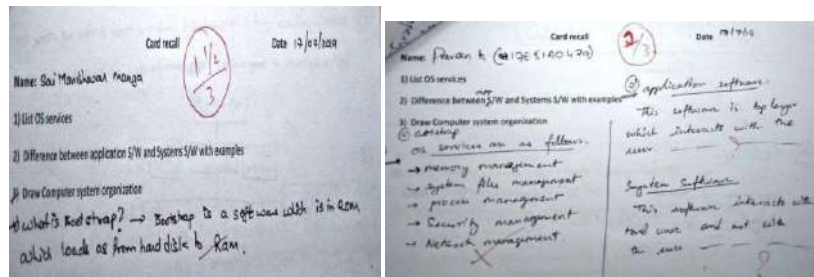 Card recall
Date 17/02/2019
1 1/2
3
Name: Sai Manshawar Manga
1) List OS services
2) Difference between application S/W and Systems S/W with examples
3) Draw Computer system organization
what is Bootstrap? → Bootstrap is a software which is in Rom
which loads os from hard disk to Ram.
Card recall
Date
2/3
Name: Pavan k
1) List OS services
2) Difference between app S/W and Systems S/W with examples
3) Draw Computer system organization
OS services are as follows.
→ memory management
→ system files management
→ process management
→ Security management
→ Network management.
② application software.
This software is top layer
which interacts with the
user
System Software
This software interacts with
hard ware and not with
the user